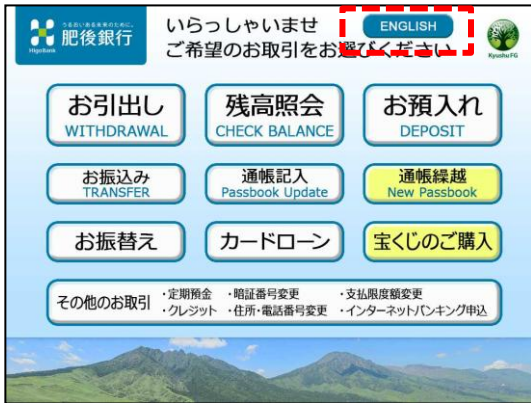 うるおいある未来のために。
肥後銀行
HigoBank
いらっしゃいませ
ご希望のお取引をお選びください
ENGLISH
Kyushu FG
お引出し
WITHDRAWAL
残高照会
CHECK BALANCE
お預入れ
DEPOSIT
お振込み
TRANSFER
通帳記入
Passbook Update
通帳繰越
New Passbook
お振替え
カードローン
宝くじのご購入
その他のお取引
・定期預金 ・暗証番号変更 ・支払限度額変更
・クレジット ・住所・電話番号変更 ・インターネットバンキング申込